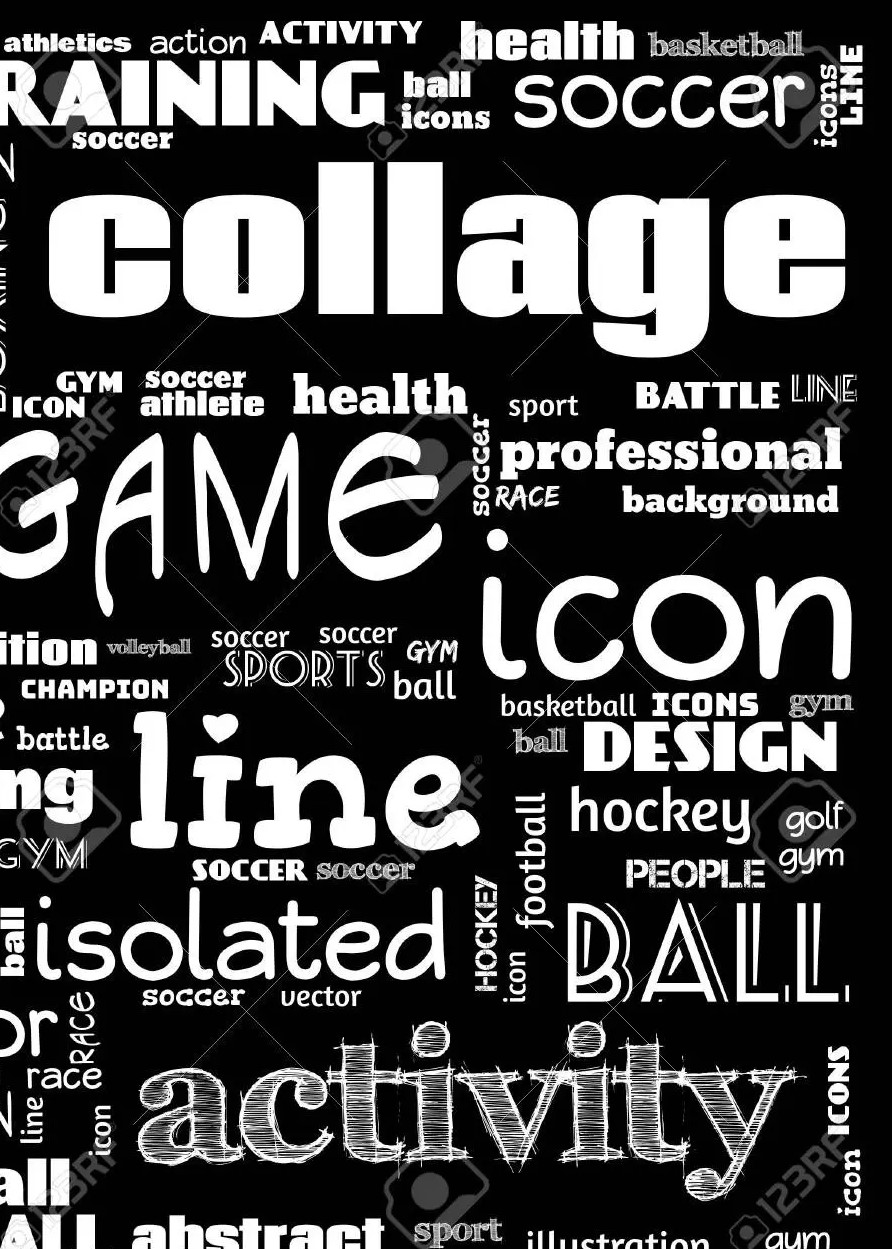 athletics action ACTIVITY health basketball
RAINING ball icons soccer icons LINE
soccer
collage
GYM soccer health sport BATTLE LINE
ICON athlete
GAME soccer professional
RACE background
icon
ition volleyball soccer soccer GYM
SPORTS ball
CHAMPION
basketball ICONS gym
battle line ball DESIGN
ng football hockey golf
GYM PEOPLE gym
SOCCER soccer
ball isolated HOCKEY icon BALL
soccer vector
or RACE activity
race
line icon ICONS
all icon
ALL abstract sport illustration gym
123RF